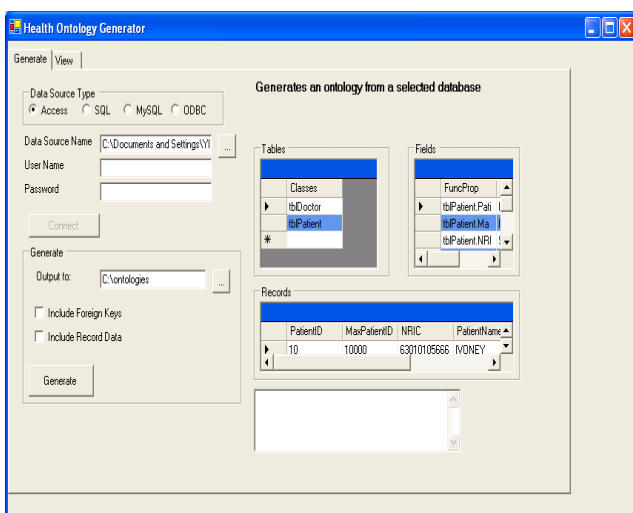 Health Ontology Generator
Generate View
Generates an ontology from a selected database
Data Source Type
Access SQL MySQL ODBC
Data Source Name C:\Documents and Settings\YI ...
User Name
Password
Connect
Generate
Output to: C:\ontologies ...
Include Foreign Keys
Include Record Data
Generate
Tables
Classes
tblDoctor
tblPatient
Fields
FuncProp
tblPatient.Pati
tblPatient.Ma
tblPatient.NRI
Records
PatientID MaxPatientID NRIC PatientName
10 10000 63010105666 IVONEY